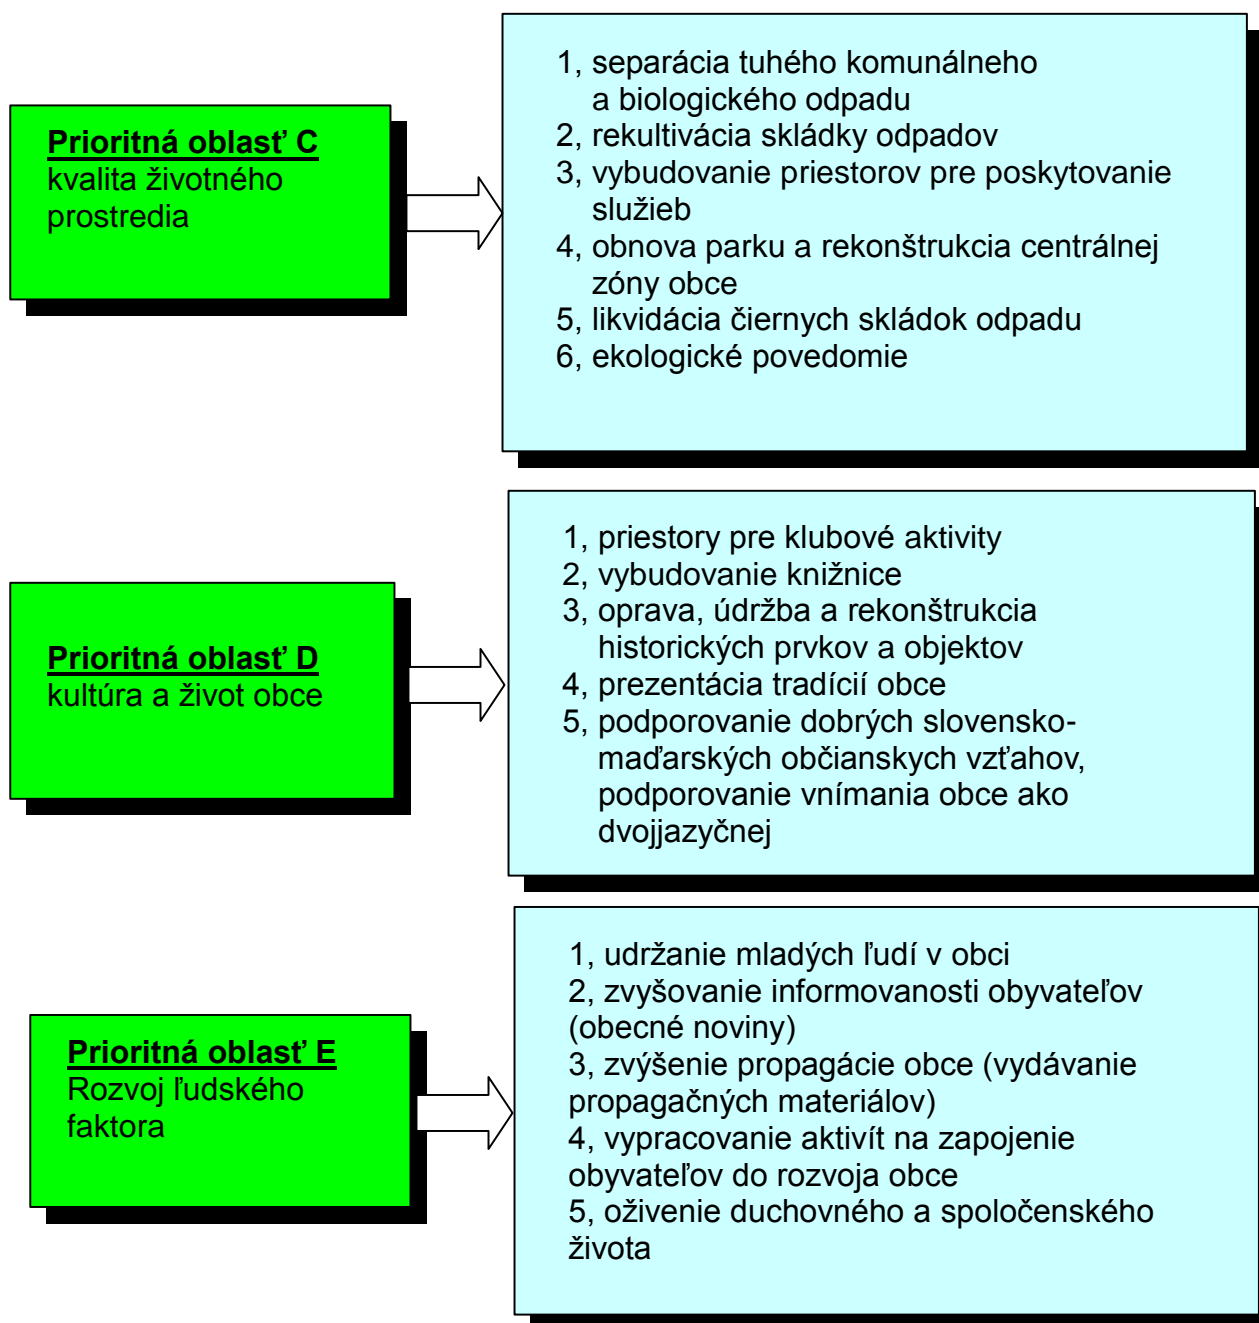 Prioritná oblasť C
kvalita životného
prostredia
1, separácia tuhého komunálneho
a biologického odpadu
2, rekultivácia skládky odpadov
3, vybudovanie priestorov pre poskytovanie
služieb
4, obnova parku a rekonštrukcia centrálnej
zóny obce
5, likvidácia čiernych skládok odpadu
6, ekologické povedomie
Prioritná oblasť D
kultúra a život obce
1, priestory pre klubové aktivity
2, vybudovanie knižnice
3, oprava, údržba a rekonštrukcia
historických prvkov a objektov
4, prezentácia tradícií obce
5, podporovanie dobrých slovensko-
maďarských občianskych vzťahov,
podporovanie vnímania obce ako
dvojjazyčnej
Prioritná oblasť E
Rozvoj ľudského
faktora
1, udržanie mladých ľudí v obci
2, zvyšovanie informovanosti obyvateľov
(obecné noviny)
3, zvýšenie propagácie obce (vydávanie
propagačných materiálov)
4, vypracovanie aktivít na zapojenie
obyvateľov do rozvoja obce
5, oživenie duchovného a spoločenského
života